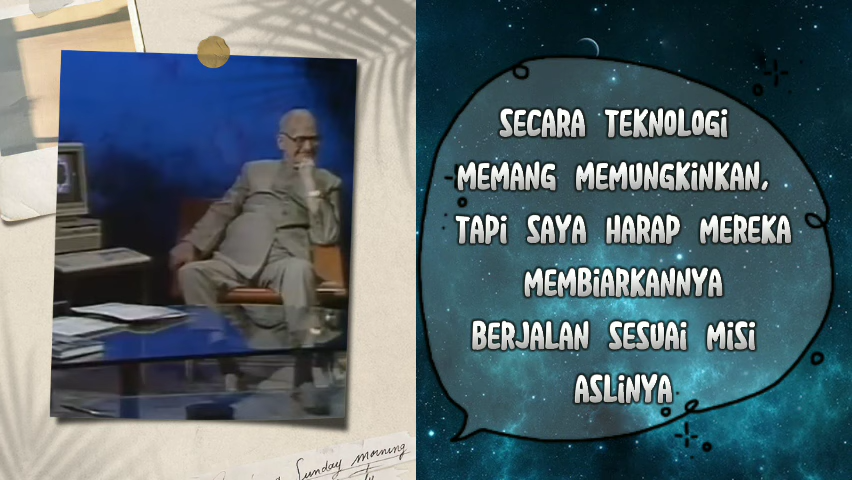 SECARA TEKNOLOGI
MEMANG MEMUNGKINKAN,
TAPI SAYA HARAP MEREKA
MEMBIARKANNYA
BERJALAN SESUAI MISI
ASLINYA
Sunday morning